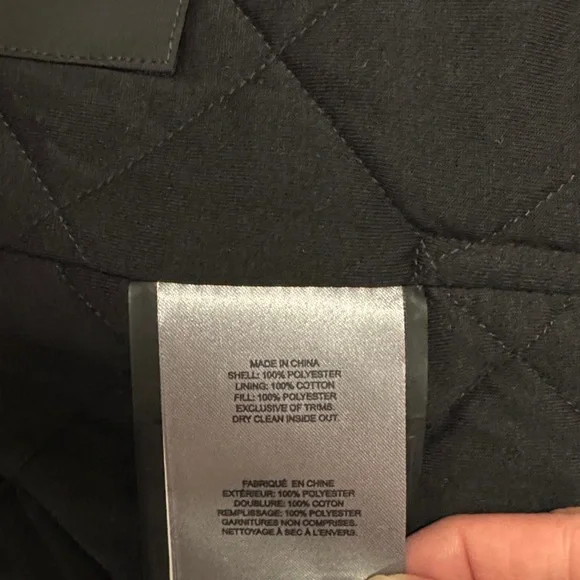 MADE IN CHINA
SHELL: 100% POLYESTER
LINING: 100% COTTON
FILL: 100% POLYESTER
EXCLUSIVE OF TRIMS.
DRY CLEAN INSIDE OUT.
FABRIQUÉ EN CHINE
EXTÉRIEUR: 100% POLYESTER
DOUBLURE: 100% COTON
REMPLISSAGE: 100% POLYESTER
GARNITURES NON COMPRISES.
NETTOYAGE À SEC À L'ENVERS.